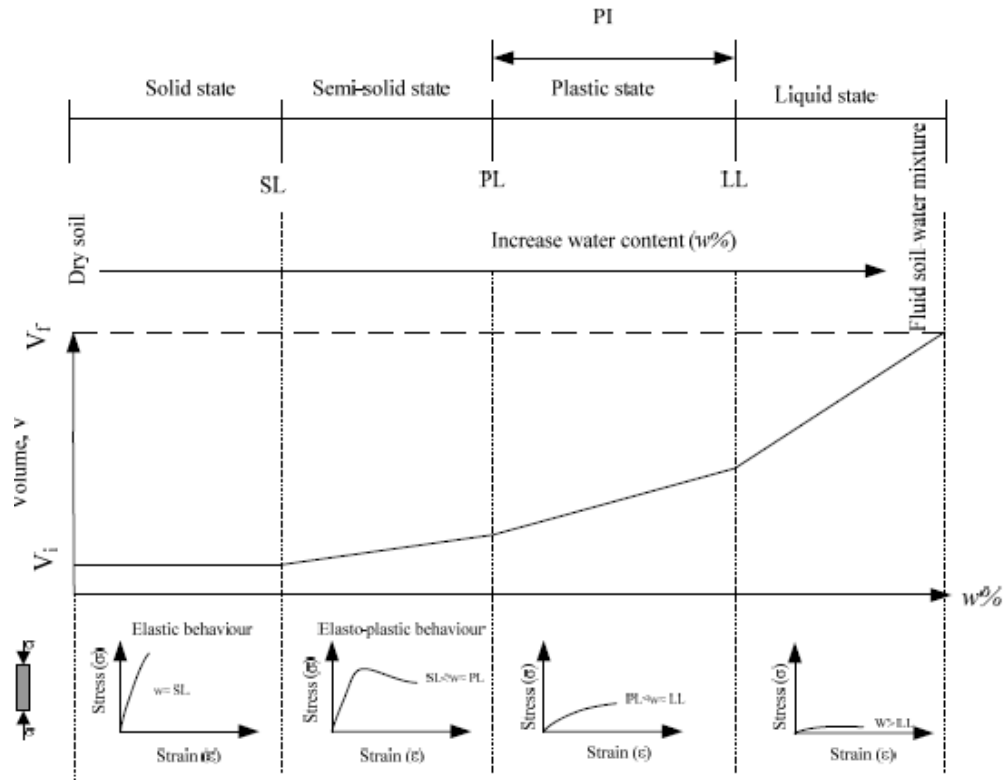 PI
Solid state
Semi-solid state
Plastic state
Liquid state
SL
PL
LL
Dry soil
Increase water content (w%)
Fluid soil-water mixture
Vf
Volume, v
Vi
w%
Elastic behaviour
Elasto-plastic behaviour
σ
σ
Stress (σ)
w= SL
Strain (ε)
Stress (σ)
SL<w= PL
Strain (ε)
Stress (σ)
PL<w= LL
Strain (ε)
Stress (σ)
W>LL
Strain (ε)